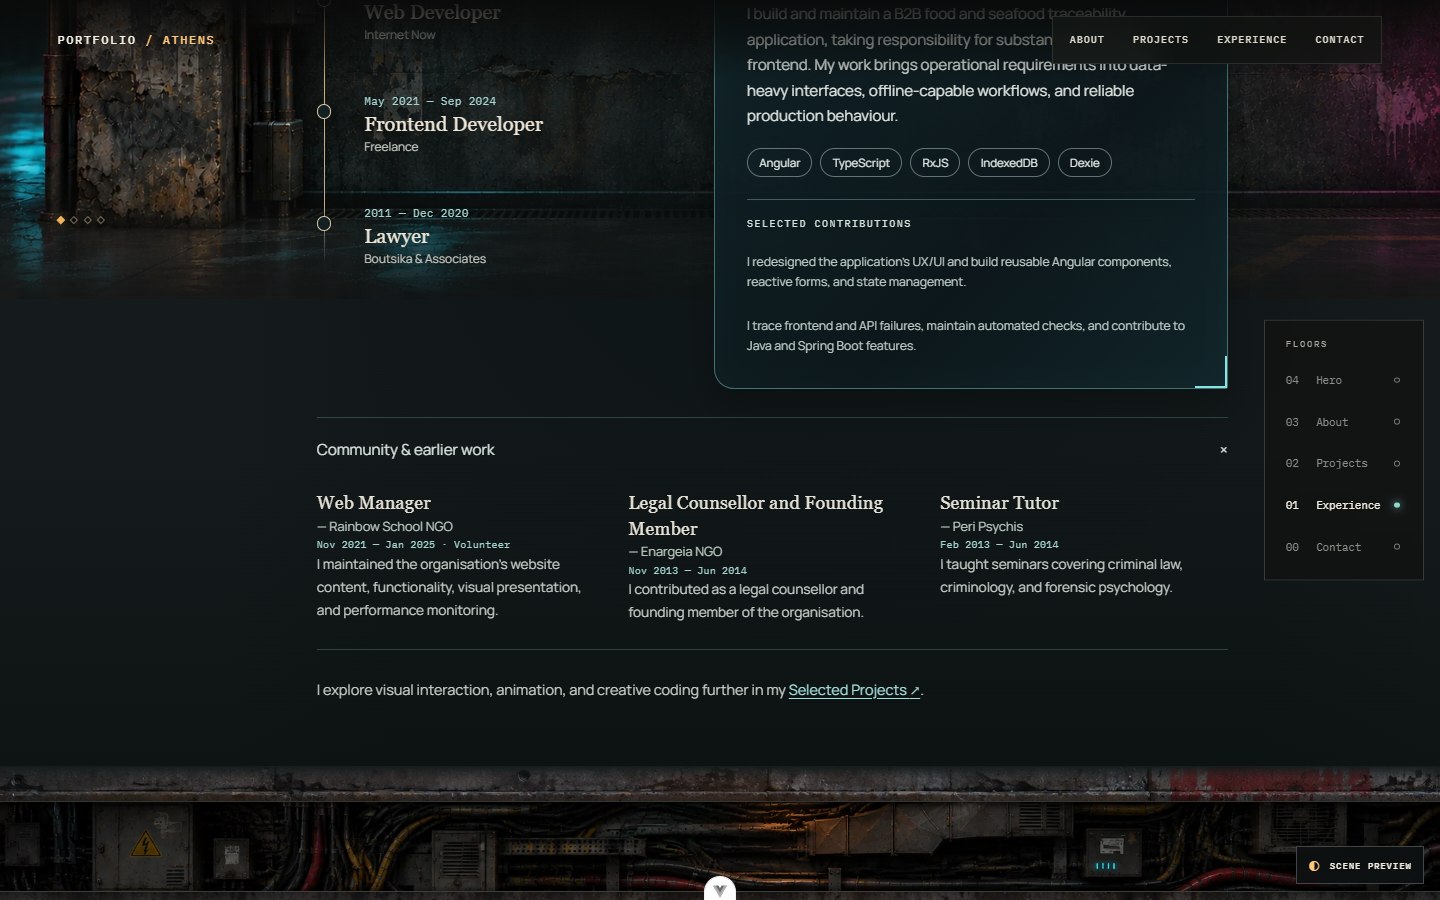 PORTFOLIO / ATHENS
ABOUT PROJECTS EXPERIENCE CONTACT
Web Developer
Internet Now
May 2021 — Sep 2024
Frontend Developer
Freelance
2011 — Dec 2020
Lawyer
Boutsika & Associates
I build and maintain a B2B food and seafood traceability
application, taking responsibility for substan
frontend. My work brings operational requirements into data-
heavy interfaces, offline-capable workflows, and reliable
production behaviour.
Angular TypeScript RxJS IndexedDB Dexie
SELECTED CONTRIBUTIONS
I redesigned the application's UX/UI and build reusable Angular components,
reactive forms, and state management.
I trace frontend and API failures, maintain automated checks, and contribute to
Java and Spring Boot features.
FLOORS
04 Hero
03 About
02 Projects
01 Experience
00 Contact
Community & earlier work ×
Web Manager
— Rainbow School NGO
Nov 2021 — Jan 2025 · Volunteer
I maintained the organisation's website
content, functionality, visual presentation,
and performance monitoring.
Legal Counsellor and Founding
Member
— Enargeia NGO
Nov 2013 — Jun 2014
I contributed as a legal counsellor and
founding member of the organisation.
Seminar Tutor
— Peri Psychis
Feb 2013 — Jun 2014
I taught seminars covering criminal law,
criminology, and forensic psychology.
I explore visual interaction, animation, and creative coding further in my Selected Projects ↗.
SCENE PREVIEW